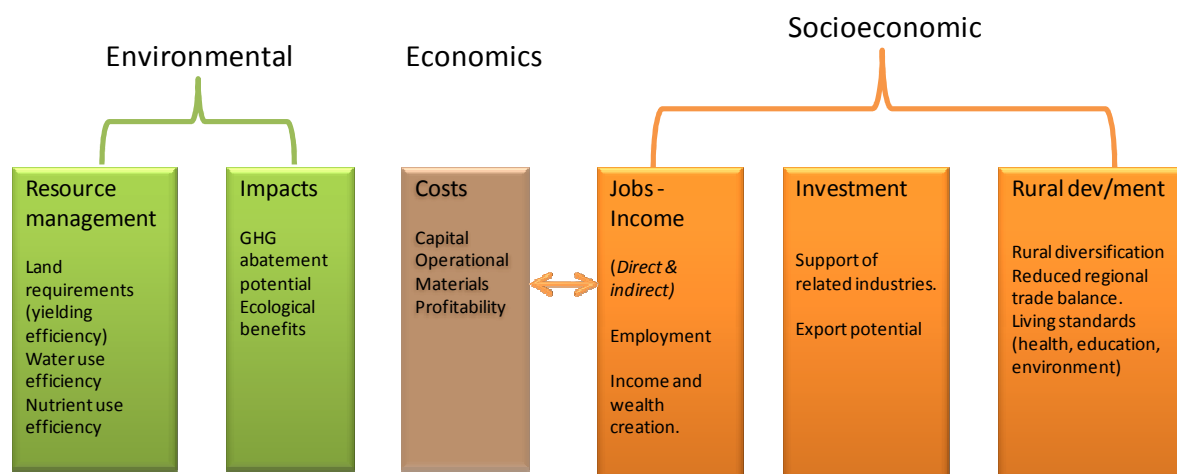 Environmental
Economics
Socioeconomic
Resource
management
Land
requirements
(yielding
efficiency)
Water use
efficiency
Nutrient use
efficiency
Impacts
GHG
abatement
potential
Ecological
benefits
Costs
Capital
Operational
Materials
Profitability
Jobs -
Income
(Direct &
indirect)
Employment
Income and
wealth
creation.
Investment
Support of
related industries.
Export potential
Rural dev/ment
Rural diversification
Reduced regional
trade balance.
Living standards
(health, education,
environment)